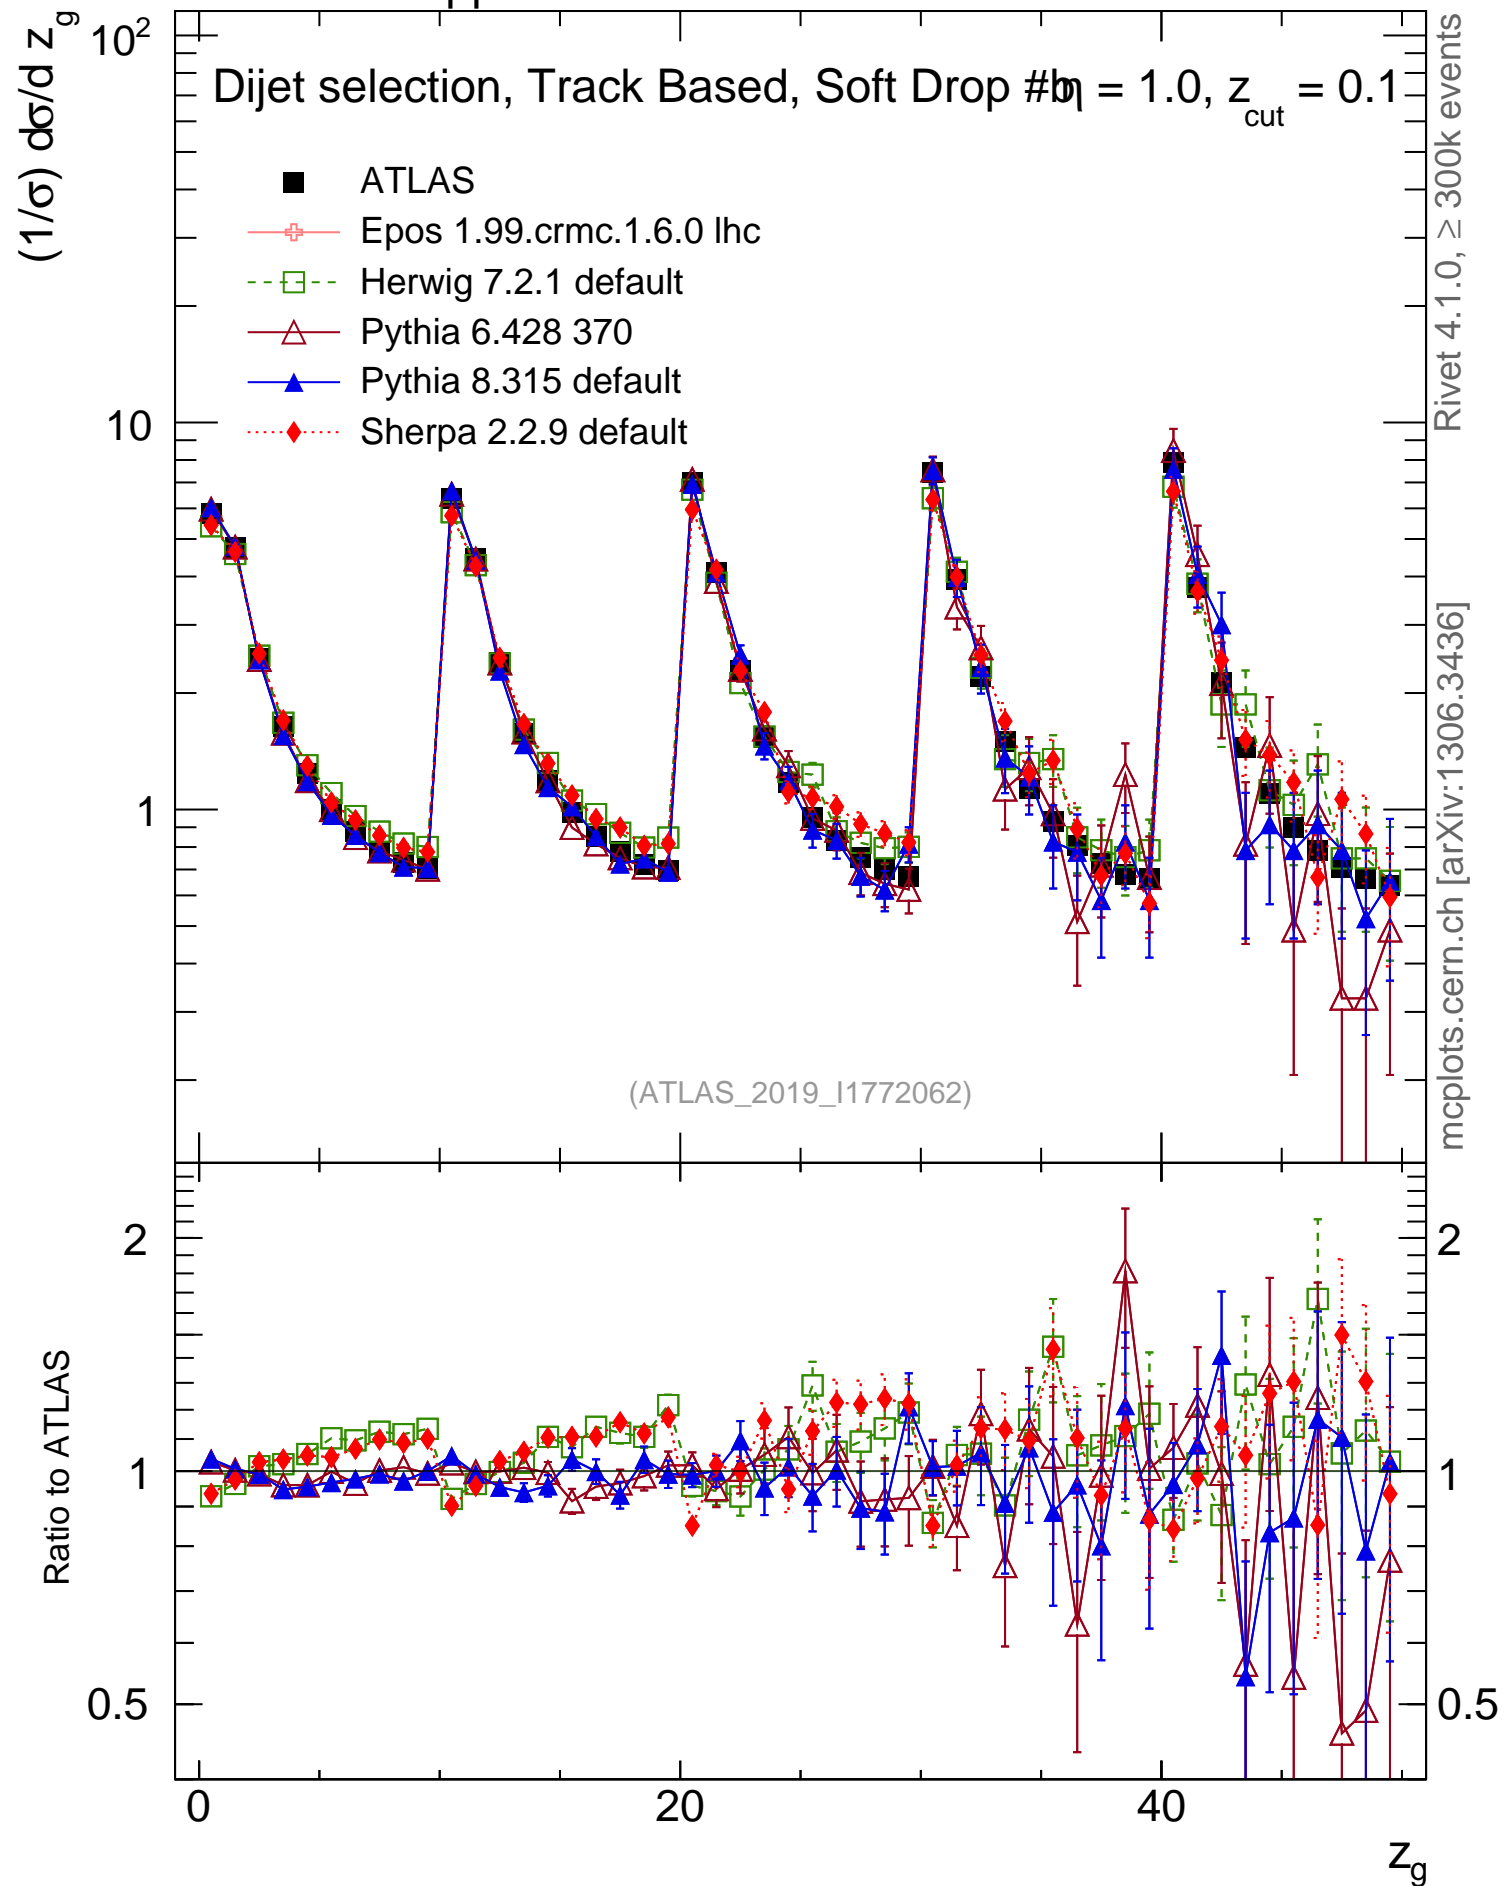 (1/σ) dσ/d z_g
10²
Dijet selection, Track Based, Soft Drop #bη = 1.0, z_cut = 0.1
ATLAS
Epos 1.99.crmc.1.6.0 lhc
Herwig 7.2.1 default
Pythia 6.428 370
Pythia 8.315 default
Sherpa 2.2.9 default
10
1
(ATLAS_2019_I1772062)
Rivet 4.1.0, ≥ 300k events
mcplots.cern.ch [arXiv:1306.3436]
Ratio to ATLAS
2
2
1
1
0.5
0.5
0
20
40
z_g